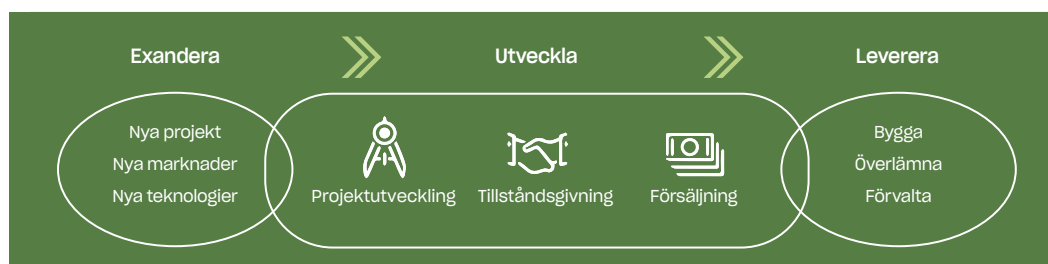 Exandera
Utveckla
Leverera
Nya projekt
Nya marknader
Nya teknologier
Projektutveckling
Tillståndsgivning
Försäljning
Bygga
Överlämna
Förvalta